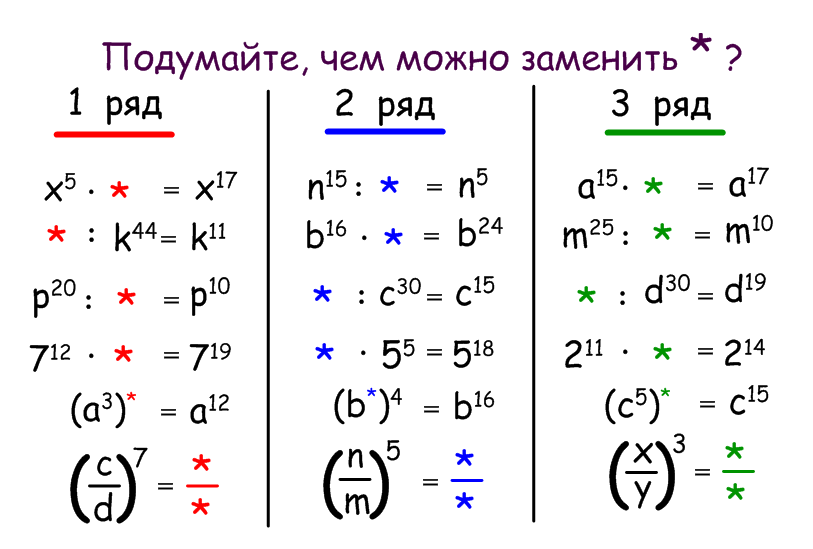 Подумайте, чем можно заменить * ?
1 ряд
x⁵ · * = x¹⁷
* : k⁴⁴ = k¹¹
p²⁰ : * = p¹⁰
7¹² · * = 7¹⁹
(a³)* = a¹²
(c/d)⁷ = */*
2 ряд
n¹⁵ : * = n⁵
b¹⁶ · * = b²⁴
* : c³⁰ = c¹⁵
* · 5⁵ = 5¹⁸
(b*)⁴ = b¹⁶
(n/m)⁵ = */*
3 ряд
a¹⁵ · * = a¹⁷
m²⁵ : * = m¹⁰
* : d³⁰ = d¹⁹
2¹¹ · * = 2¹⁴
(c⁵)* = c¹⁵
(x/y)³ = */*